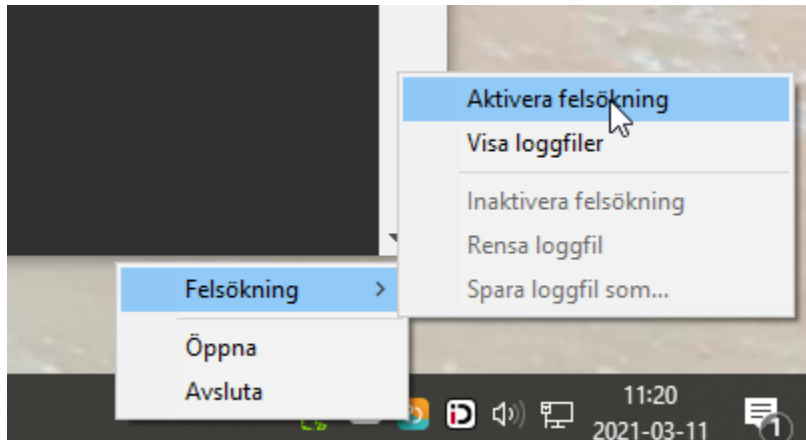 Aktivera felsökning
Visa loggfiler
Inaktivera felsökning
Rensa loggfil
Spara loggfil som...
Felsökning
Öppna
Avsluta
11:20
2021-03-11
1